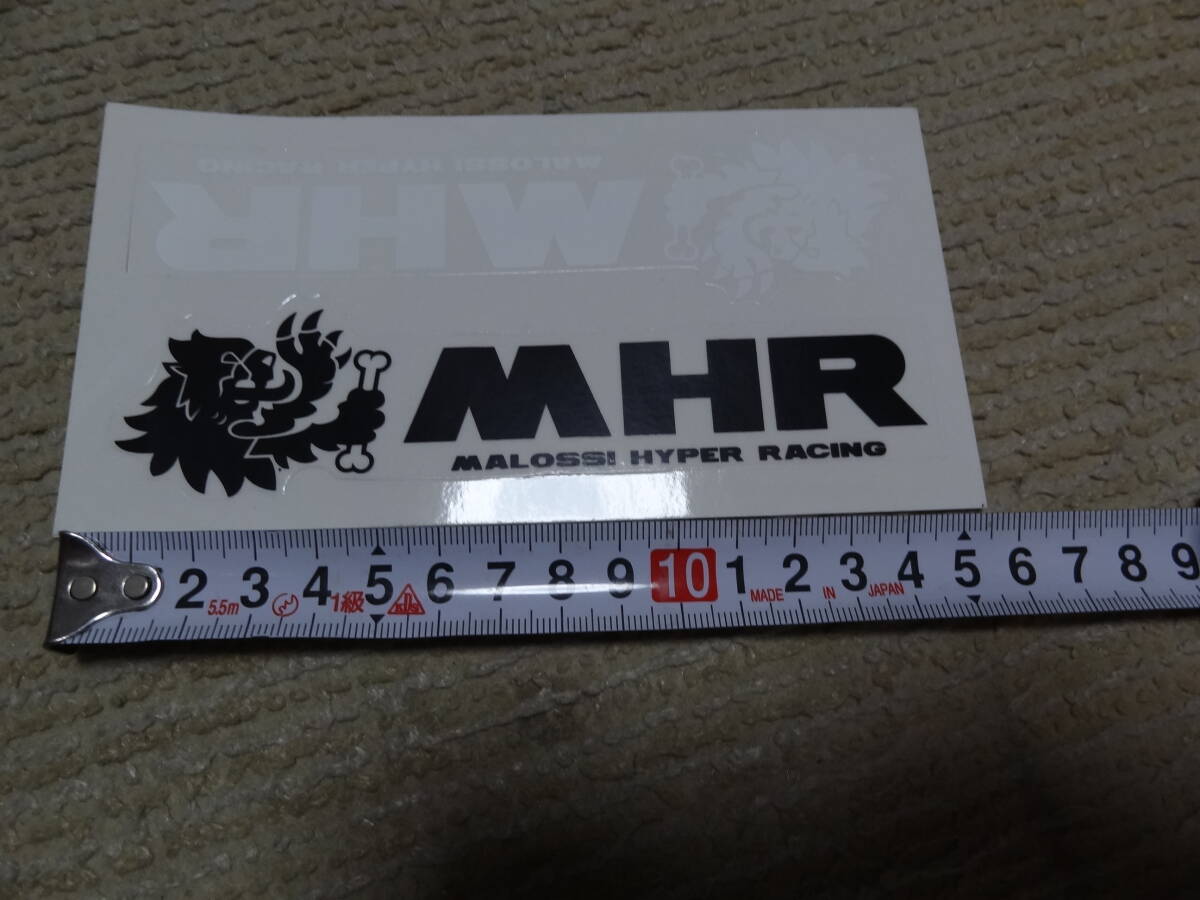 MALOSSI HYPER RACING
MHR
MHR
MALOSSI HYPER RACING
2 3 4 5 6 7 8 9 10 1 2 3 4 5 6 7 8 9
5.5m 1級 KDS MADE IN JAPAN